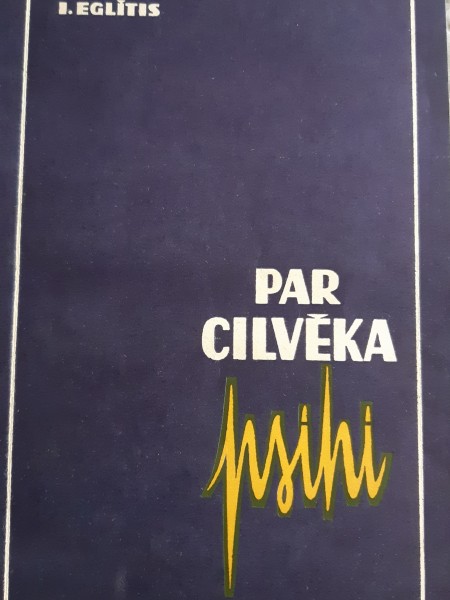 I. EGLĪTIS
PAR
CILVĒKA
psihi